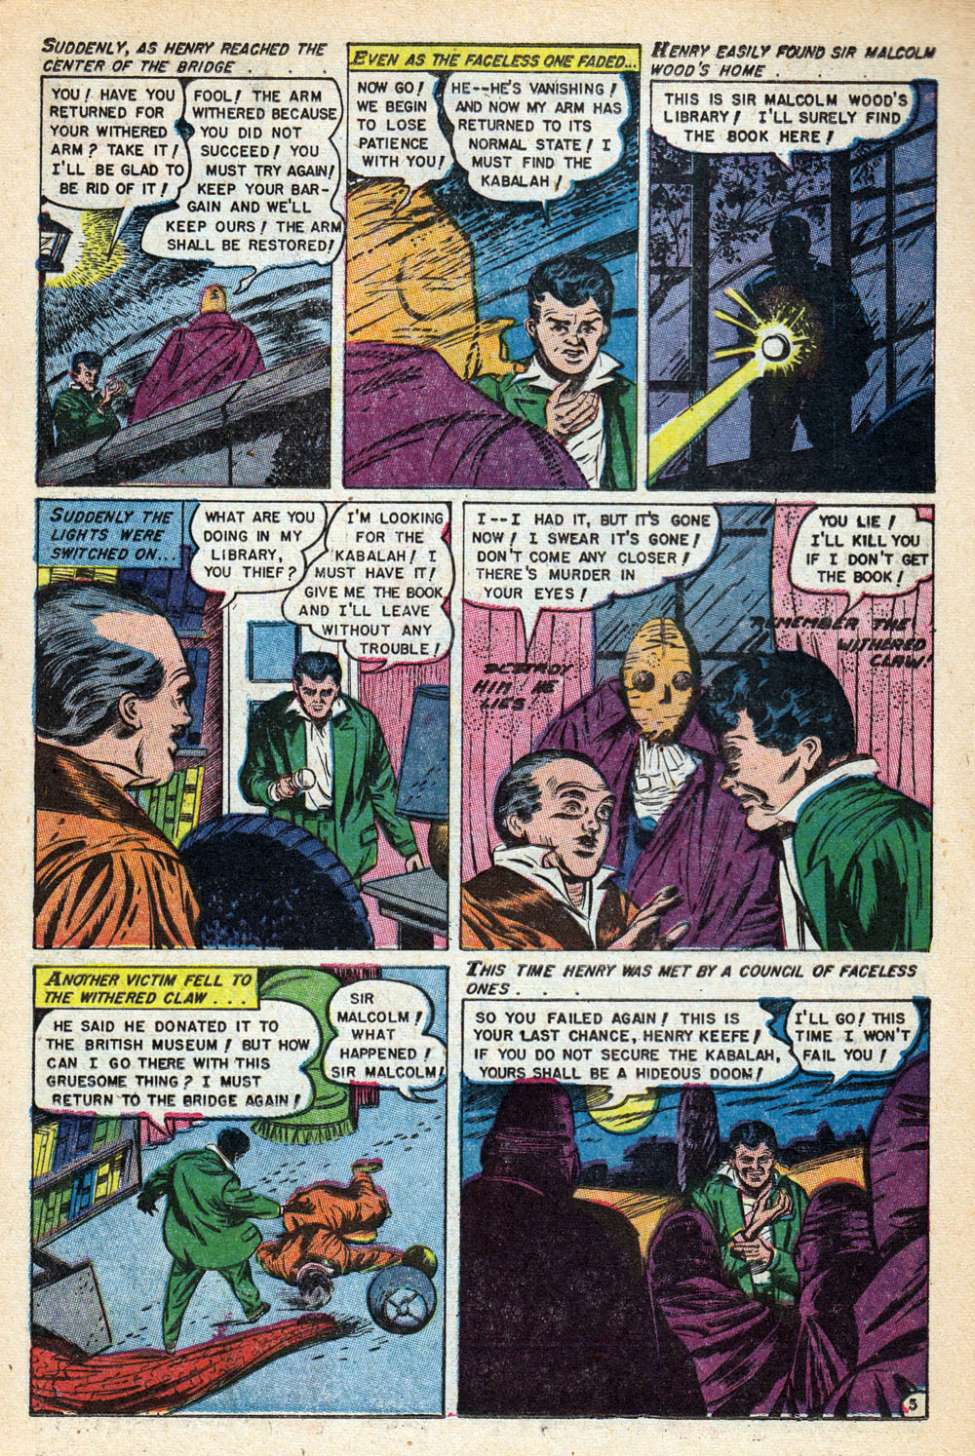 SUDDENLY, AS HENRY REACHED THE
CENTER OF THE BRIDGE . . . . .
YOU! HAVE YOU
RETURNED FOR
YOUR WITHERED
ARM? TAKE IT!
I'LL BE GLAD TO
BE RID OF IT!
FOOL! THE ARM
WITHERED BECAUSE
YOU DID NOT
SUCCEED! YOU
MUST TRY AGAIN!
KEEP YOUR BAR-
GAIN AND WE'LL
KEEP OURS! THE ARM
SHALL BE RESTORED!
EVEN AS THE FACELESS ONE FADED...
NOW GO!
WE BEGIN
TO LOSE
PATIENCE
WITH YOU!
HE--HE'S VANISHING!
AND NOW MY ARM HAS
RETURNED TO ITS
NORMAL STATE! I
MUST FIND THE
KABALAH!
HENRY EASILY FOUND SIR MALCOLM
WOOD'S HOME . . . . . .
THIS IS SIR MALCOLM WOOD'S
LIBRARY! I'LL SURELY FIND
THE BOOK HERE!
SUDDENLY THE
LIGHTS WERE
SWITCHED ON...
WHAT ARE YOU
DOING IN MY
LIBRARY,
YOU THIEF?
I'M LOOKING
FOR THE
KABALAH! I
MUST HAVE IT!
GIVE ME THE BOOK
AND I'LL LEAVE
WITHOUT ANY
TROUBLE!
I--I HAD IT, BUT IT'S GONE
NOW! I SWEAR IT'S GONE!
DON'T COME ANY CLOSER!
THERE'S MURDER IN
YOUR EYES!
YOU LIE!
I'LL KILL YOU
IF I DON'T GET
THE BOOK!
DESTROY
HIM! HE
LIES!
REMEMBER THE
WITHERED
CLAW!
ANOTHER VICTIM FELL TO
THE WITHERED CLAW . . .
HE SAID HE DONATED IT TO
THE BRITISH MUSEUM! BUT HOW
CAN I GO THERE WITH THIS
GRUESOME THING? I MUST
RETURN TO THE BRIDGE AGAIN!
SIR
MALCOLM!
WHAT
HAPPENED!
SIR MALCOLM!
THIS TIME HENRY WAS MET BY A COUNCIL OF FACELESS
ONES . . . .
SO YOU FAILED AGAIN! THIS IS
YOUR LAST CHANCE, HENRY KEEFE!
IF YOU DO NOT SECURE THE KABALAH,
YOURS SHALL BE A HIDEOUS DOOM!
I'LL GO! THIS
TIME I WON'T
FAIL YOU!
5